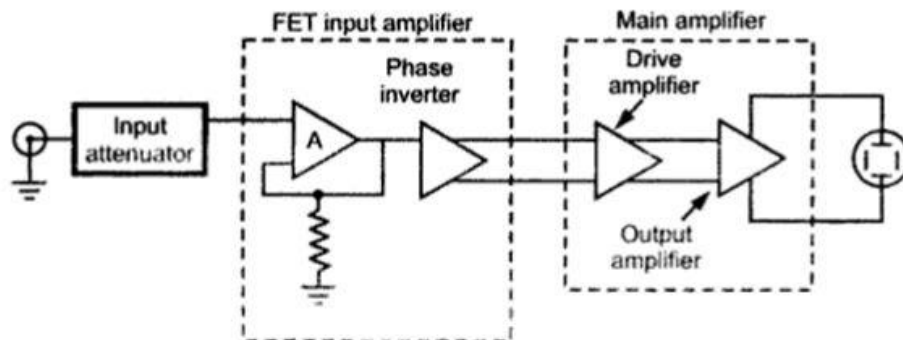 FET input amplifier
Main amplifier
Drive
amplifier
Phase
inverter
Input
attenuator
A
Output
amplifier